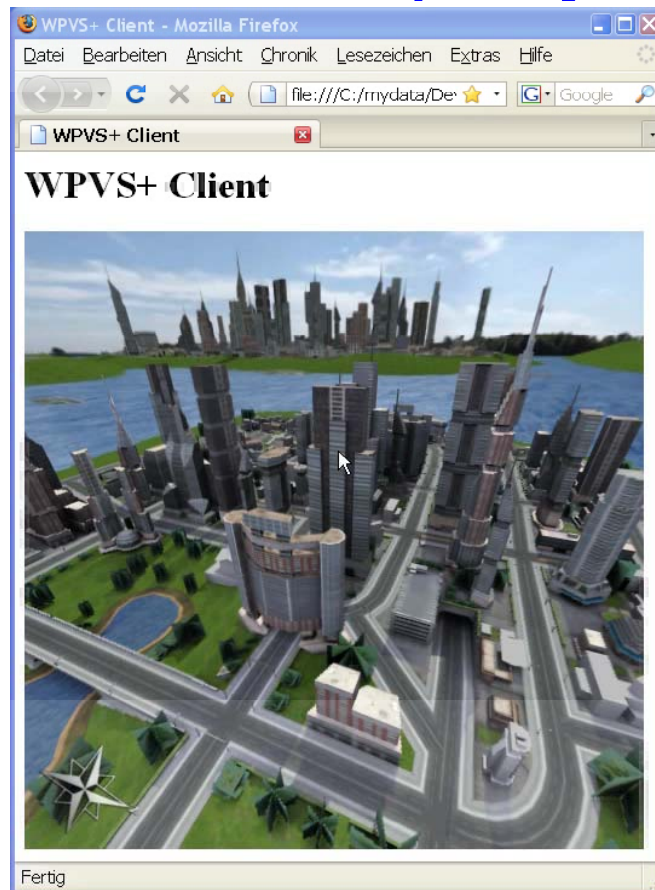 WPVS+ Client - Mozilla Firefox
Datei Bearbeiten Ansicht Chronik Lesezeichen Extras Hilfe
file:///C:/mydata/De G Google
WPVS+ Client
WPVS+ Client
Fertig